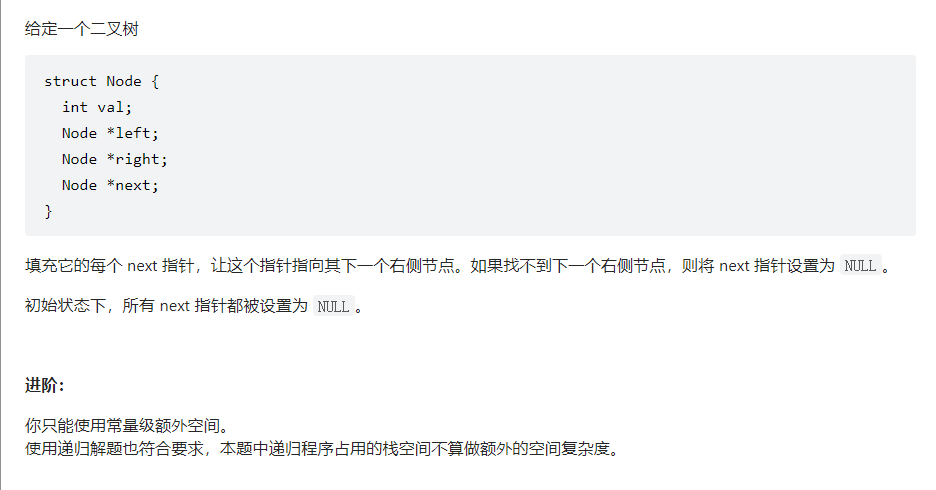 给定一个二叉树
struct Node {
  int val;
  Node *left;
  Node *right;
  Node *next;
}
填充它的每个 next 指针，让这个指针指向其下一个右侧节点。如果找不到下一个右侧节点，则将 next 指针设置为 NULL 。
初始状态下，所有 next 指针都被设置为 NULL 。
进阶：
你只能使用常量级额外空间。
使用递归解题也符合要求，本题中递归程序占用的栈空间不算做额外的空间复杂度。